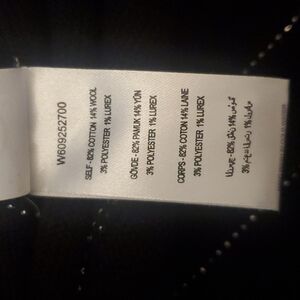 W609252700
SELF - 82% COTTON 14% WOOL
3% POLYESTER 1% LUREX
GÖVDE - 82% PAMUK 14% YÜN
3% POLYESTER 1% LUREX
CORPS - 82% COTON 14% LAINE
3% POLYESTER 1% LUREX